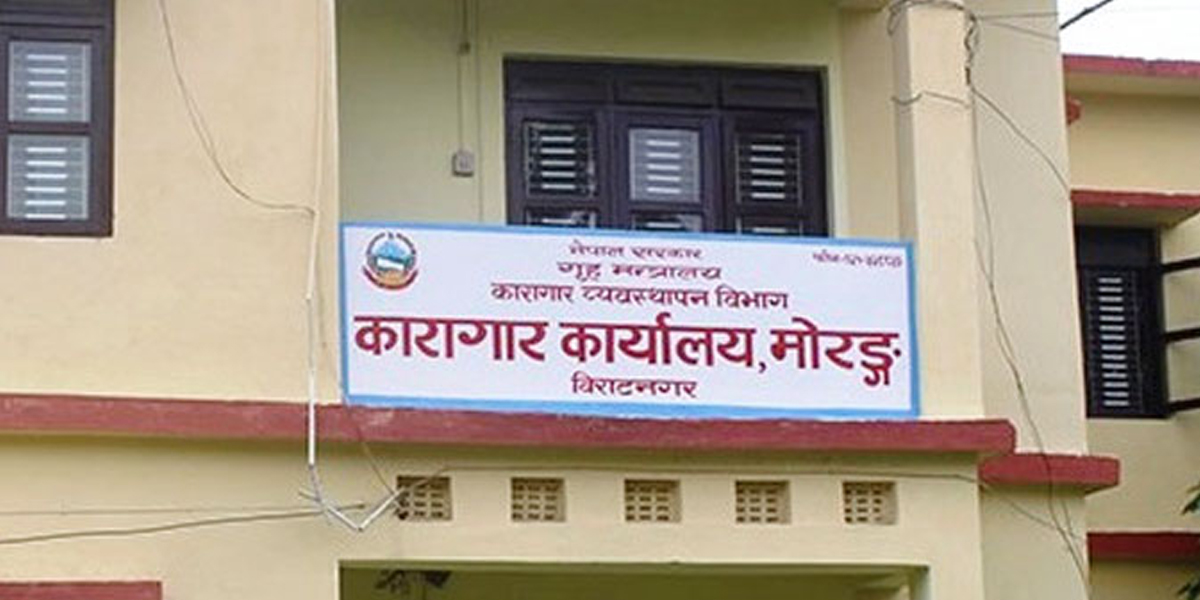 नेपाल सरकार
गृह मन्त्रालय
कारागार व्यवस्थापन विभाग
कारागार कार्यालय, मोरङ्ग
विराटनगर